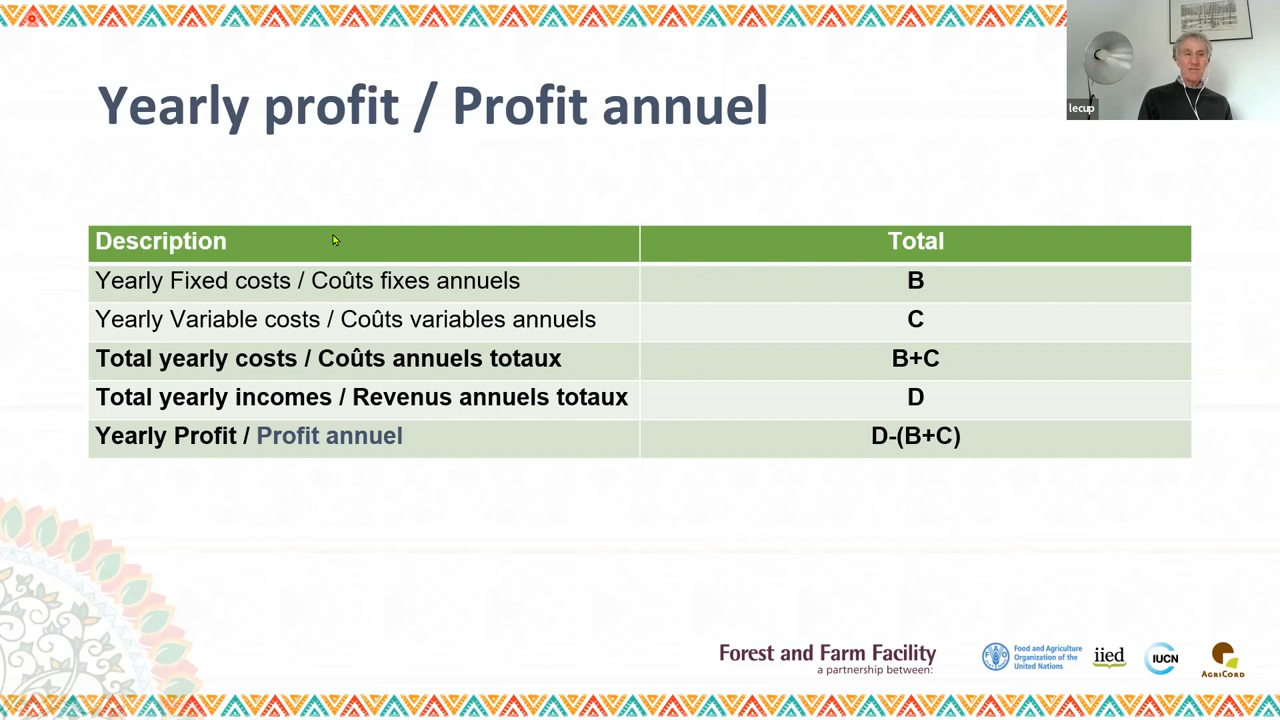 lecup
Yearly profit / Profit annuel
Description Total
Yearly Fixed costs / Coûts fixes annuels B
Yearly Variable costs / Coûts variables annuels C
Total yearly costs / Coûts annuels totaux B+C
Total yearly incomes / Revenus annuels totaux D
Yearly Profit / Profit annuel D-(B+C)
Forest and Farm Facility
a partnership between:
FAO
Food and Agriculture
Organization of the
United Nations
iied
IUCN
AGRICORD